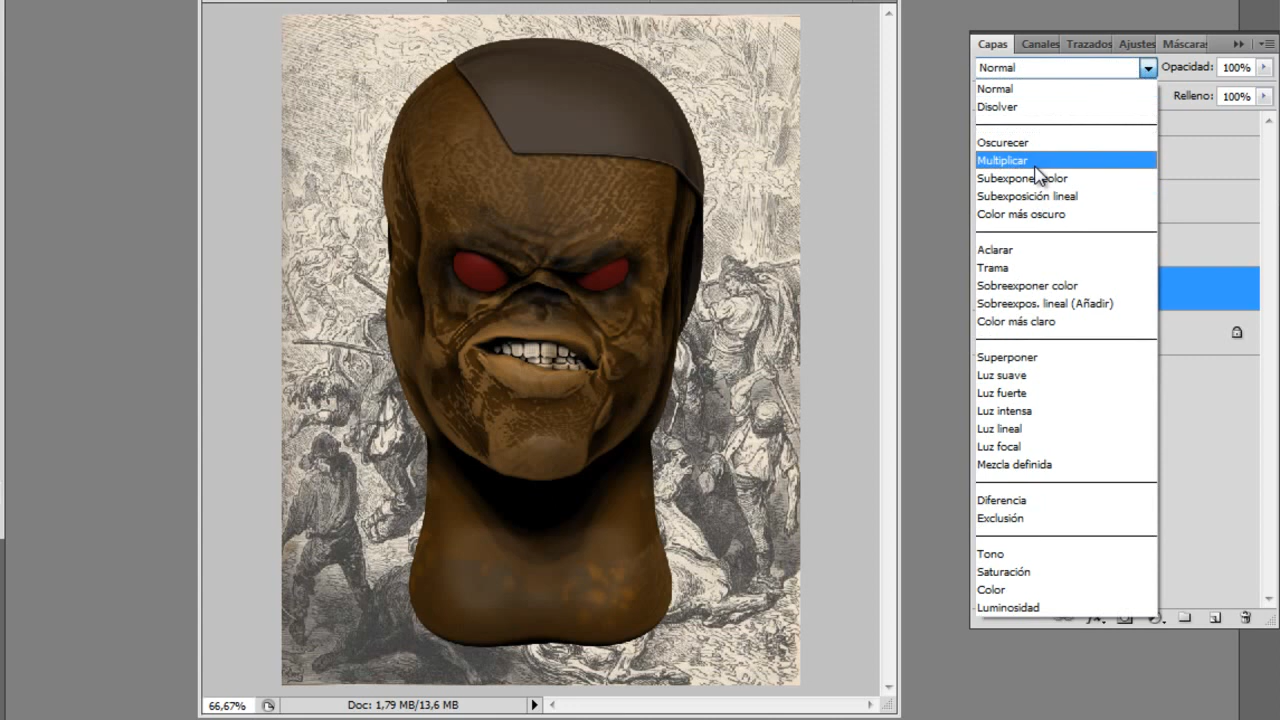 Capas Canales Trazados Ajustes Máscaras
Normal Opacidad: 100%
Normal
Relleno: 100%
Disolver
Oscurecer
Multiplicar
Subexponer color
Subexposición lineal
Color más oscuro
Aclarar
Trama
Sobreexponer color
Sobreexpos. lineal (Añadir)
Color más claro
Superponer
Luz suave
Luz fuerte
Luz intensa
Luz lineal
Luz focal
Mezcla definida
Diferencia
Exclusión
Tono
Saturación
Color
Luminosidad
66,67% Doc: 1,79 MB/13,6 MB